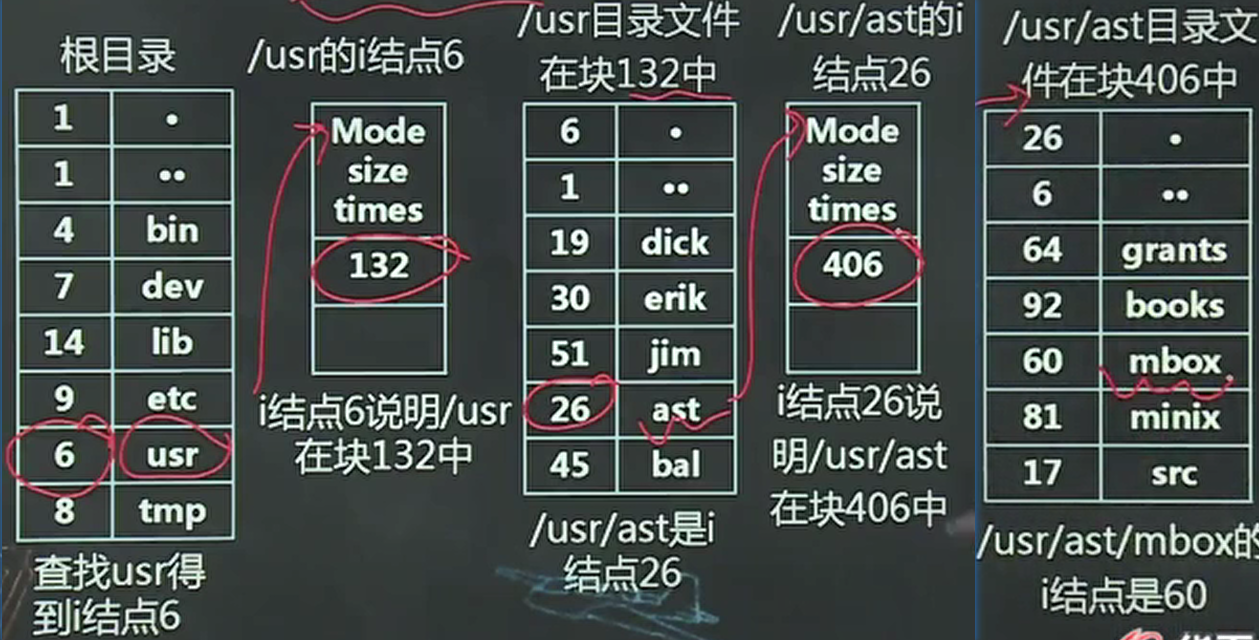 根目录
1 •
1 ••
4 bin
7 dev
14 lib
9 etc
6 usr
8 tmp
查找usr得
到i结点6
/usr的i结点6
Mode
size
times
132
i结点6说明/usr
在块132中
/usr目录文件
在块132中
6 •
1 ••
19 dick
30 erik
51 jim
26 ast
45 bal
/usr/ast是i
结点26
/usr/ast的i
结点26
Mode
size
times
406
i结点26说
明/usr/ast
在块406中
/usr/ast目录文
件在块406中
26 •
6 ••
64 grants
92 books
60 mbox
81 minix
17 src
/usr/ast/mbox的
i结点是60